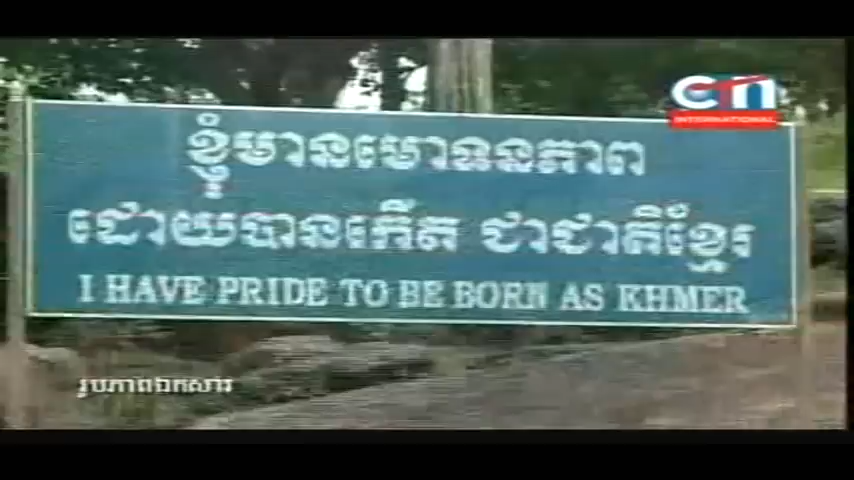 CTN
INTERNATIONAL
ខ្ញុំមានមោទនភាព
ដោយបានកើត ជាជាតិខ្មែរ
I HAVE PRIDE TO BE BORN AS KHMER
រូបភាពឯកសារ